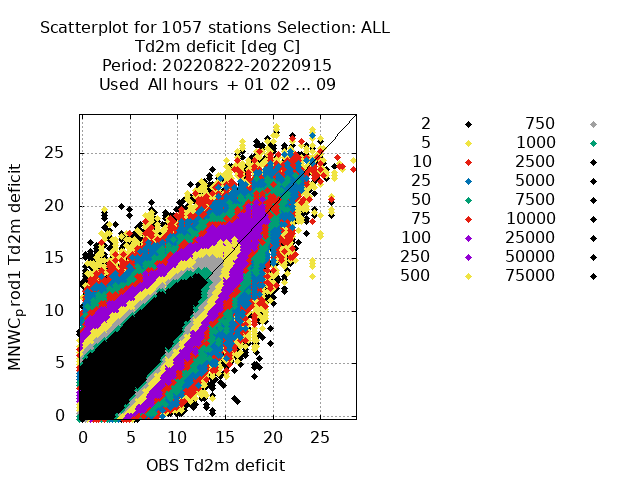 Scatterplot for 1057 stations Selection: ALL
Td2m deficit [deg C]
Period: 20220822-20220915
Used All hours + 01 02 ... 09
MNWCprod1 Td2m deficit
25
20
15
10
5
0
0 5 10 15 20 25
OBS Td2m deficit
2 750
5 1000
10 2500
25 5000
50 7500
75 10000
100 25000
250 50000
500 75000